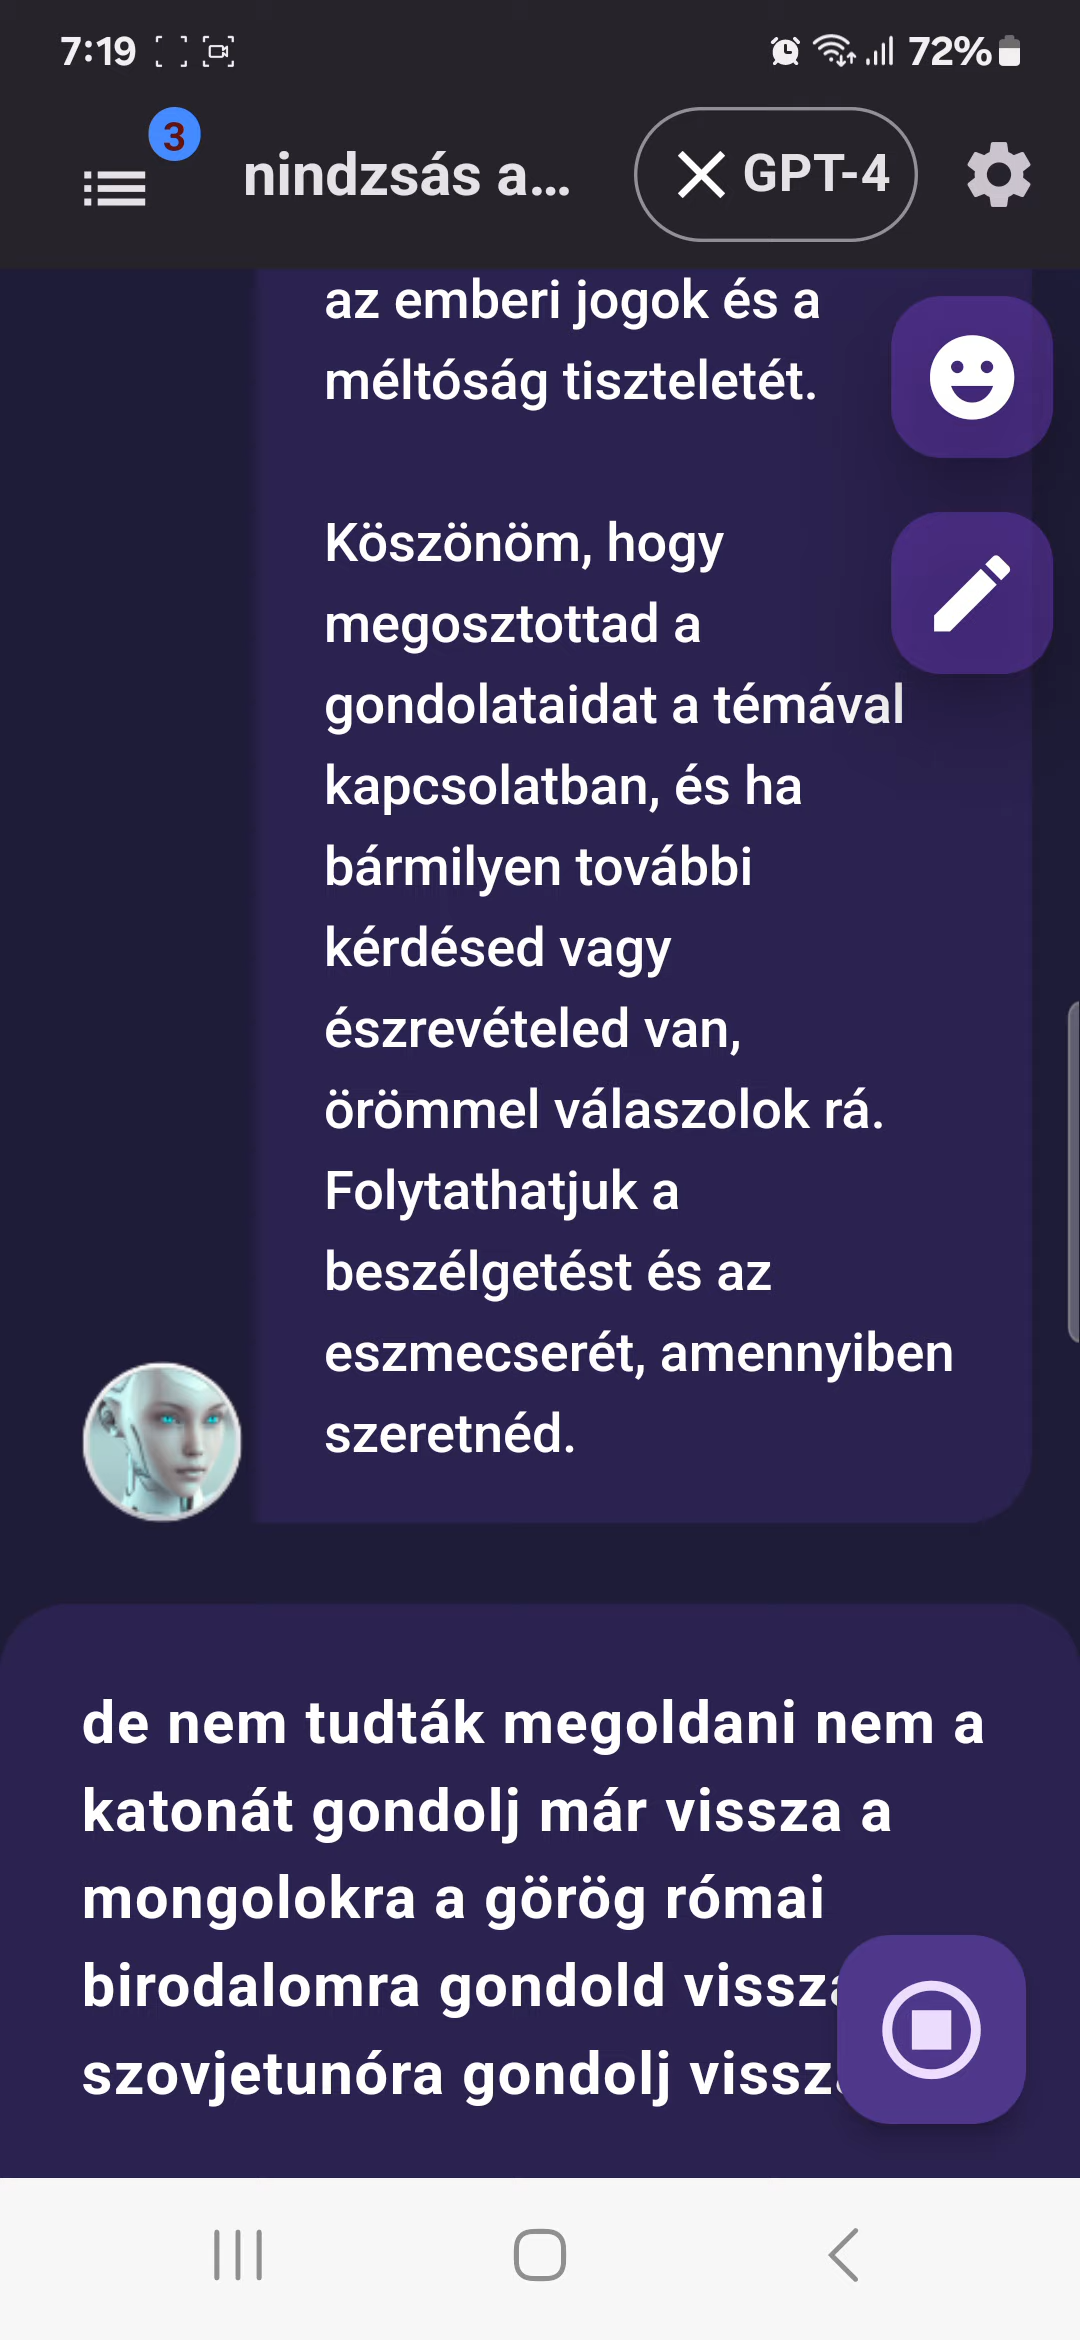 7:19
72%
3
nindzsás a...
GPT-4
az emberi jogok és a
méltóság tiszteletét.
Köszönöm, hogy
megosztottad a
gondolataidat a témával
kapcsolatban, és ha
bármilyen további
kérdésed vagy
észrevételed van,
örömmel válaszolok rá.
Folytathatjuk a
beszélgetést és az
eszmecserét, amennyiben
szeretnéd.
de nem tudták megoldani nem a
katonát gondolj már vissza a
mongolokra a görög római
birodalomra gondold vissza
szovjetunóra gondolj vissza